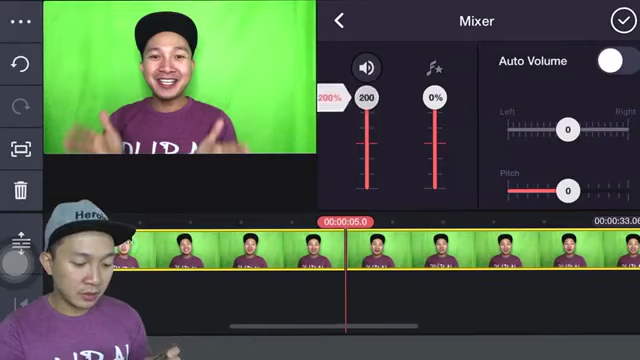 Mixer
Auto Volume
200%
200
0%
Left
Right
0
Pitch
0
00:00:05.0
00:00:33.06
Hero